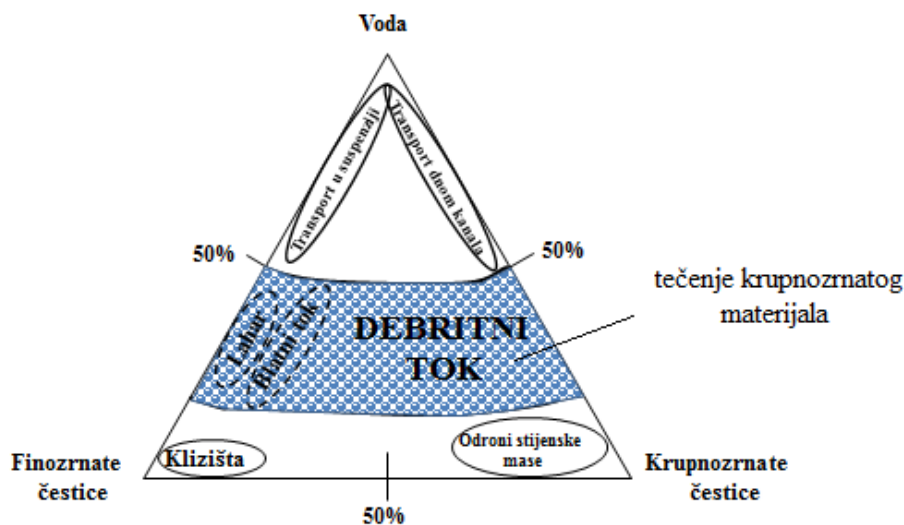 Voda
Transport u suspenziji
Transport dnom kanala
50%
50%
tečenje krupnozrnatog
materijala
Lahar
Blatni tok
DEBRITNI
TOK
Finozrnate
čestice
Klizišta
Odroni stijenske
mase
Krupnozrnate
čestice
50%